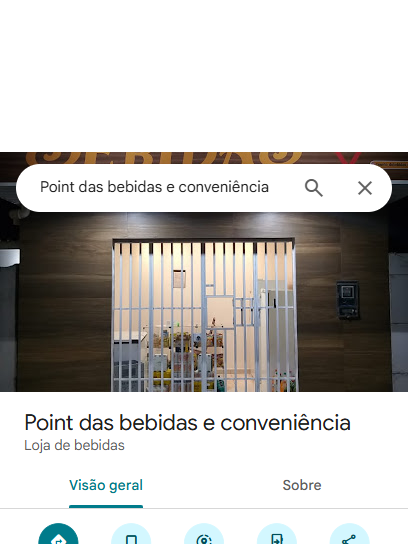 Point das bebidas e conveniência
Point das bebidas e conveniência
Loja de bebidas
Visão geral
Sobre